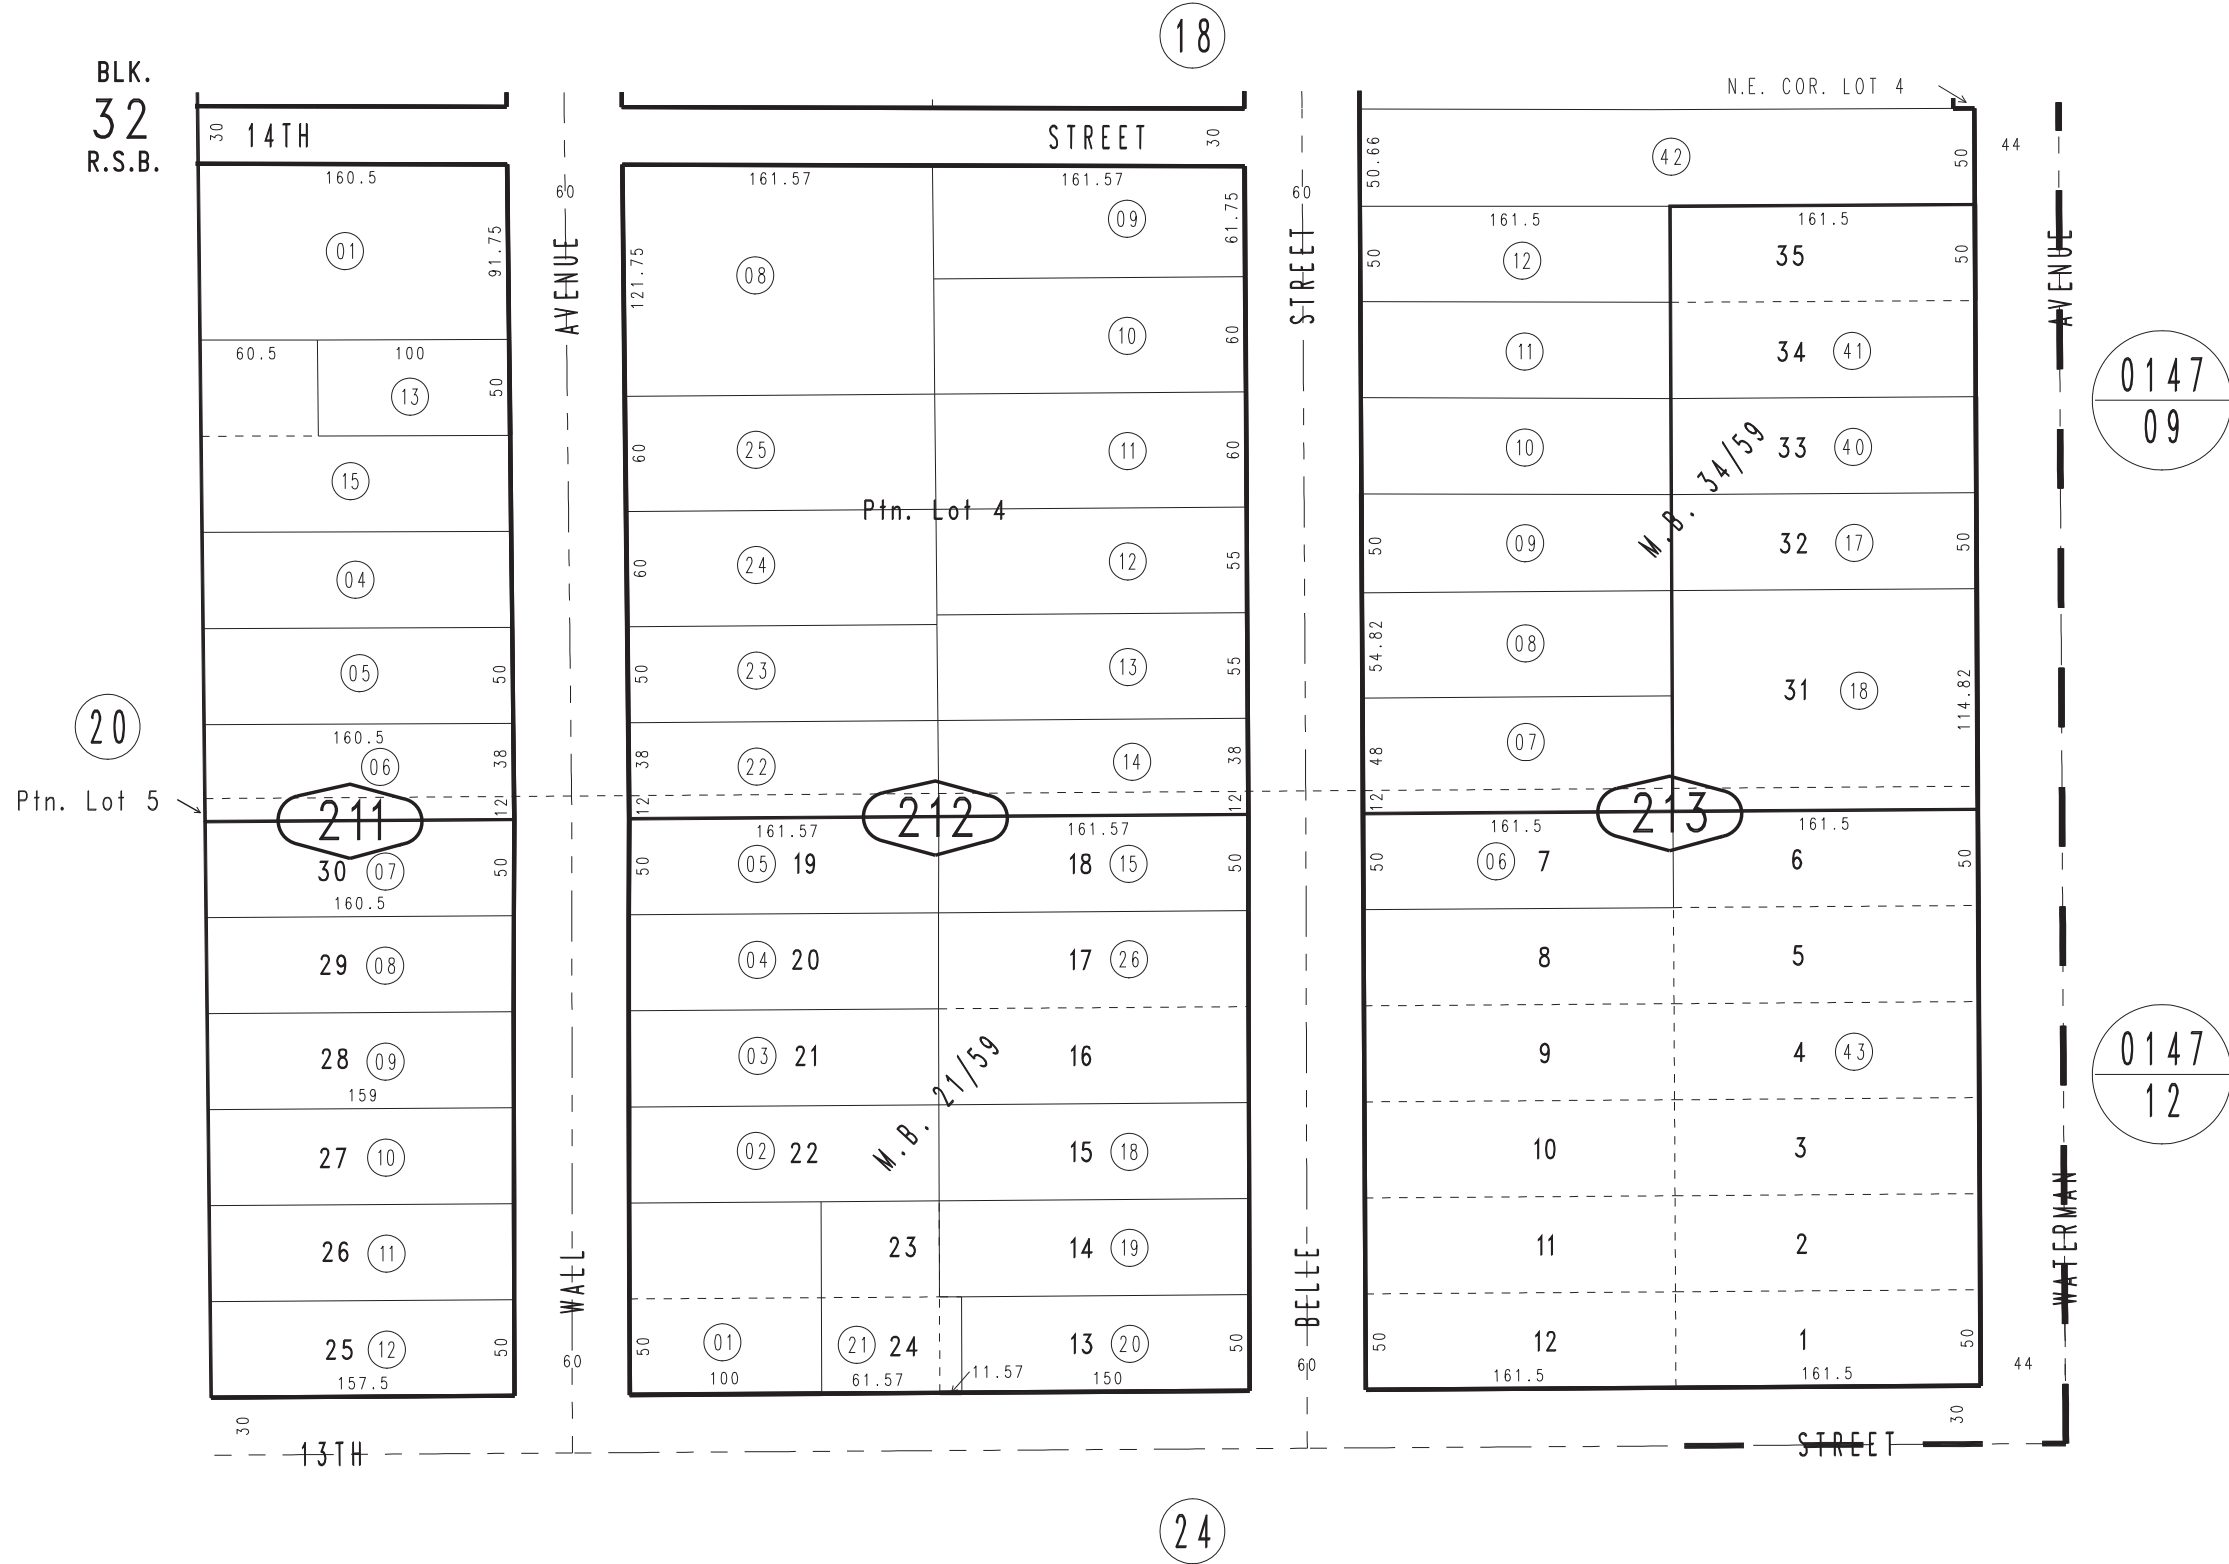 18
BLK.
32
R.S.B.
N.E. COR. LOT 4
30 14TH STREET 30
50.66 42 50 44
160.5 161.57 161.57
60 60
01 91.75
121.75 08
09 61.75
10 60
AVENUE
STREET
AVENUE
161.5 161.5
50 12 35 50
11 34 41
60.5 100
13 50
0147
09
15
60 25 11 60
10 33 40
M.B. 34/59
Ptn. Lot 4
04
60 24 12 55
50 09 32 17 50
05 50
50 23 13 55
54.82 08
31 18 114.82
20
160.5
06 38
38 22 14 38
48 07
Ptn. Lot 5
12 12 12 12
211 212 213
161.57 161.57
161.5 161.5
30 07 50
160.5
50 05 19 18 15 50
50 06 7 6 50
29 08
04 20 17 26
8 5
28 09
159
03 21 16
9 4 43
0147
12
M.B. 21/59
27 10
02 22 15 18
10 3
26 11
23 14 19
11 2
WALL
BELLE
WATERMAN
25 12 50
157.5
50 01 21 24 13 20 50
100 61.57 11.57 150
50 12 1 50
161.5 161.5
60 60 44
30 30
13TH STREET
24